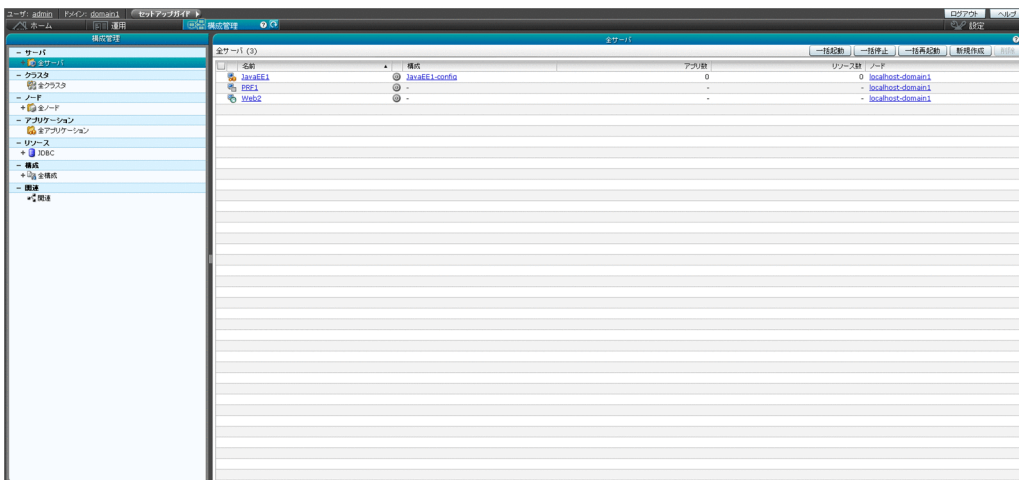 ユーザ: admin ドメイン: domain1 セットアップガイド ログアウト ヘルプ
ホーム 運用 構成管理 設定
構成管理 全サーバ
− サーバ
+ 全サーバ
− クラスタ
全クラスタ
− ノード
+ 全ノード
− アプリケーション
全アプリケーション
− リソース
+ JDBC
− 構成
+ 全構成
− 関連
関連
全サーバ (3) 一括起動 一括停止 一括再起動 新規作成 削除
名前 構成 アプリ数 リソース数 ノード
JavaEE1 JavaEE1-config 0 0 localhost-domain1
PRF1 - - - localhost-domain1
Web2 - - - localhost-domain1